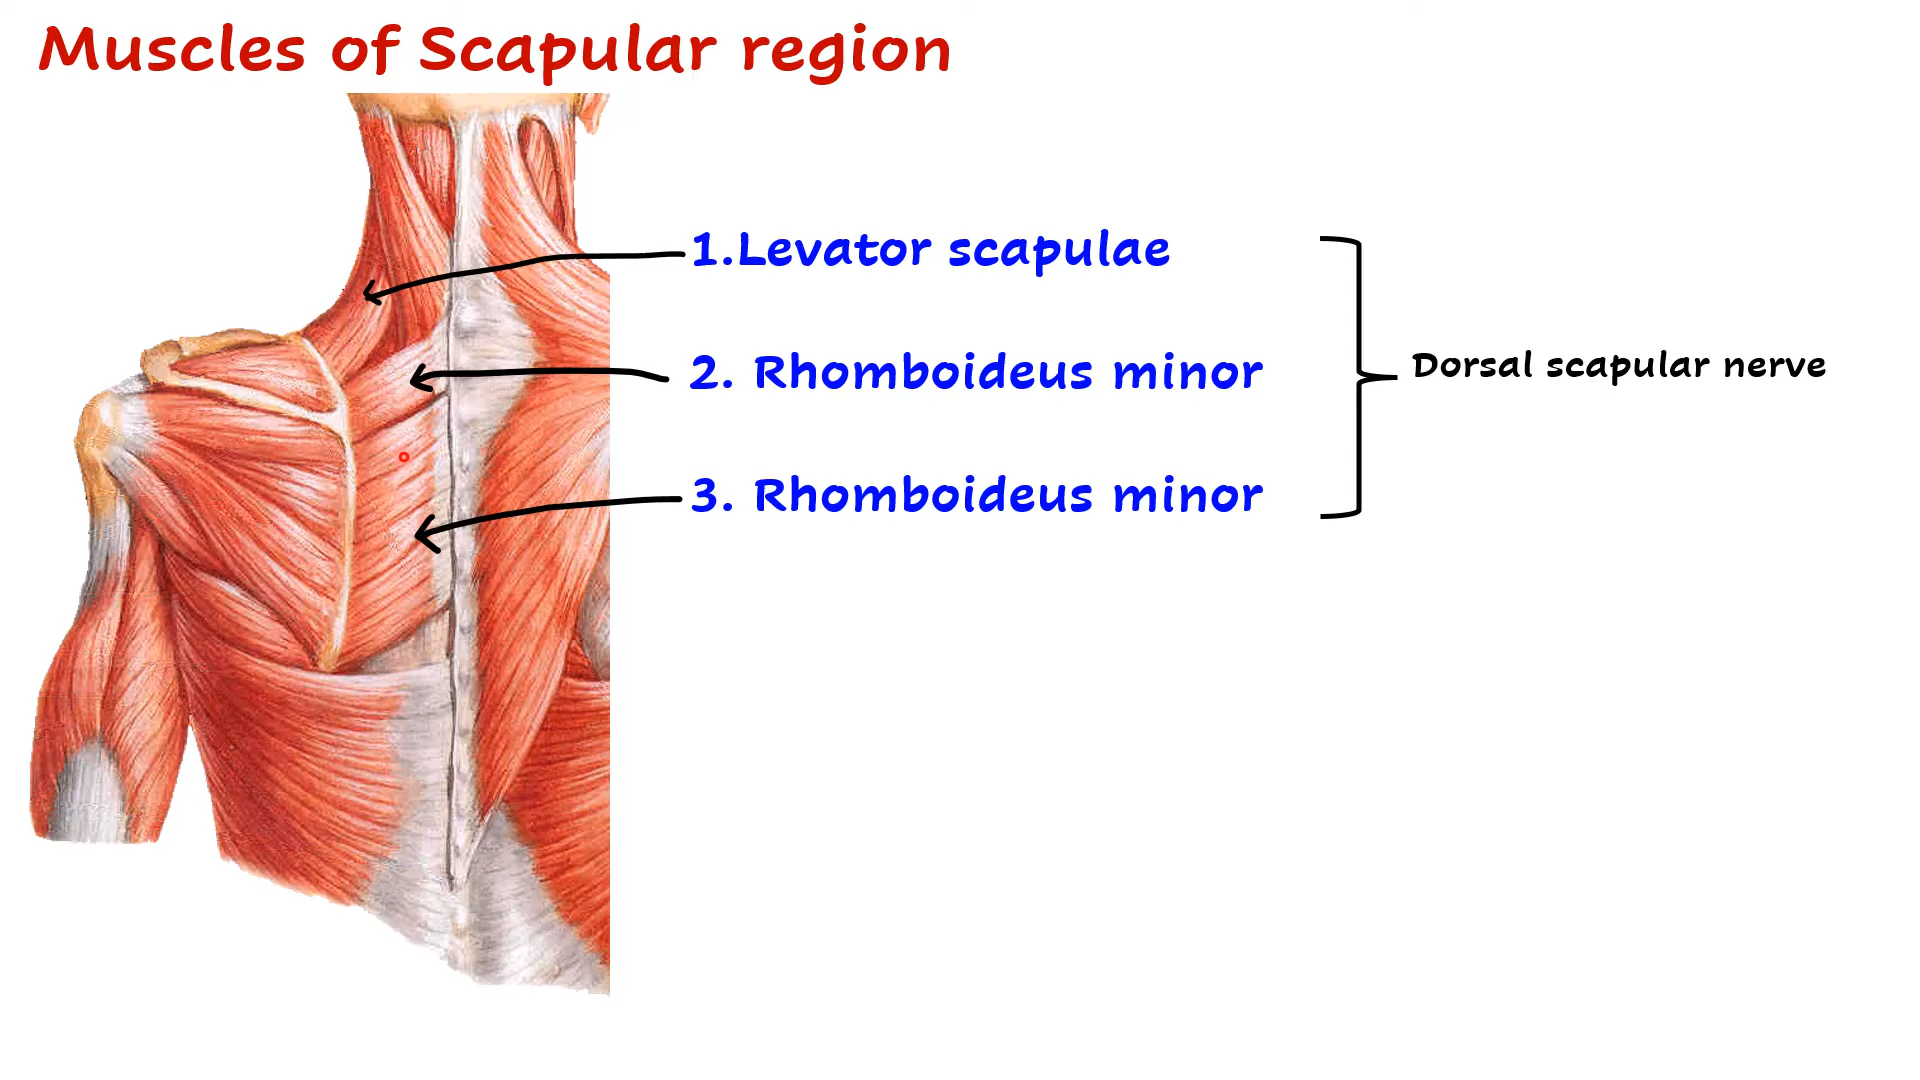 Muscles of Scapular region
1.Levator scapulae
2. Rhomboideus minor
Dorsal scapular nerve
3. Rhomboideus minor